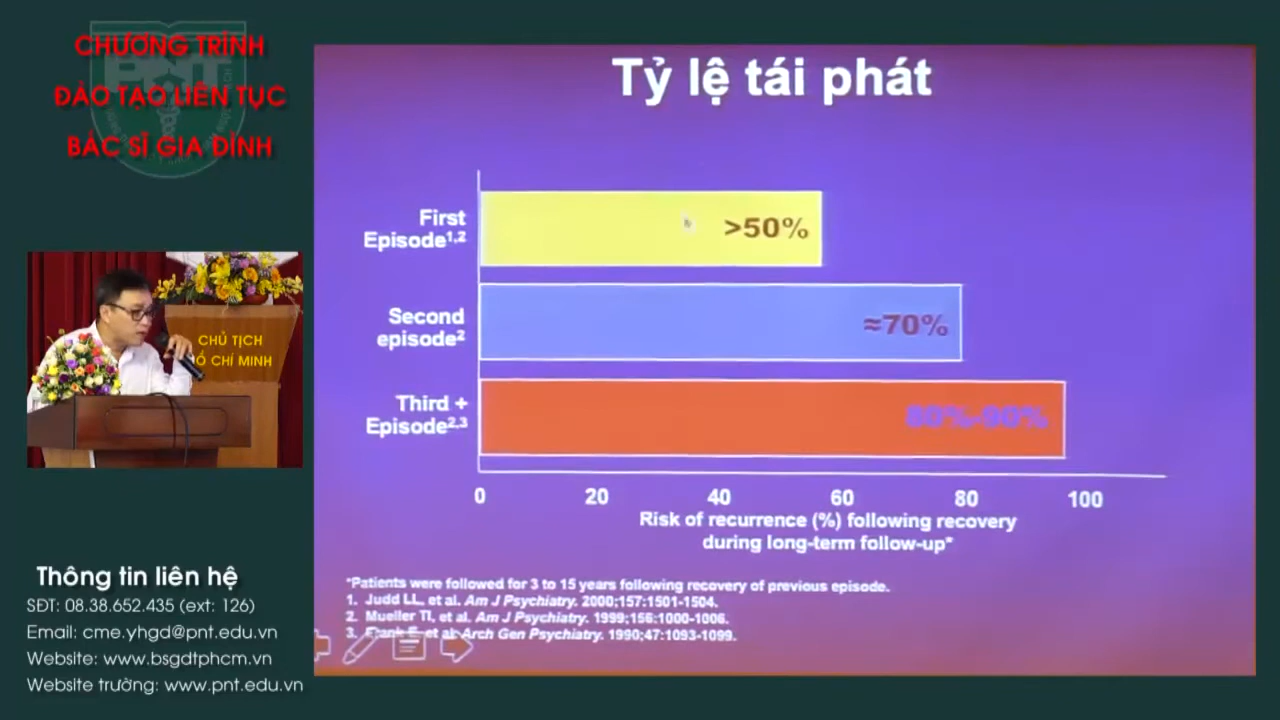 CHƯƠNG TRÌNH
ĐÀO TẠO LIÊN TỤC
BÁC SĨ GIA ĐÌNH
PNT
Tỷ lệ tái phát
First
Episode1,2
>50%
Second
episode2
≈70%
Third +
Episode2,3
80%-90%
0 20 40 60 80 100
Risk of recurrence (%) following recovery
during long-term follow-up*
*Patients were followed for 3 to 15 years following recovery of previous episode.
1. Judd LL, et al. Am J Psychiatry. 2000;157:1501-1504.
2. Mueller TI, et al. Am J Psychiatry. 1999;156:1000-1006.
3. Frank E, et al. Arch Gen Psychiatry. 1990;47:1093-1099.
CHỦ TỊCH
HỒ CHÍ MINH
Thông tin liên hệ
SĐT: 08.38.652.435 (ext: 126)
Email: cme.yhgd@pnt.edu.vn
Website: www.bsgdtphcm.vn
Website trường: www.pnt.edu.vn